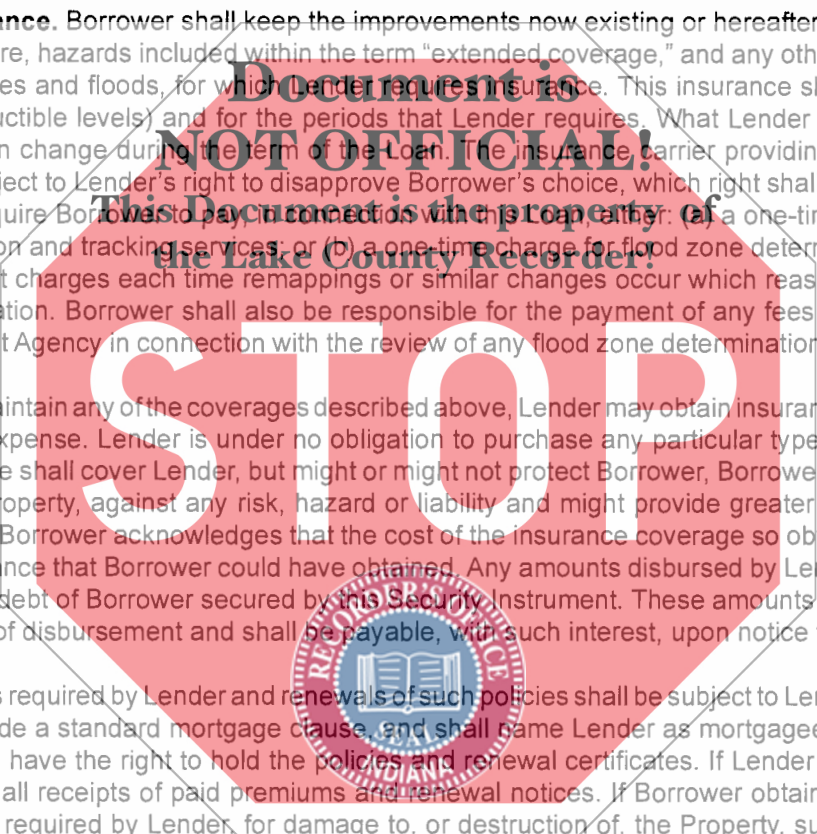 ance. Borrower shall keep the improvements now existing or hereafter
re, hazards included within the term “extended coverage,” and any oth
es and floods, for which Lender requires insurance. This insurance sl
uctible levels) and for the periods that Lender requires. What Lender
n change during the term of the Loan. The insurance carrier providin
ject to Lender's right to disapprove Borrower's choice, which right shal
quire Borrower to pay, in connection with this Loan, either: (a) a one-tir
on and tracking services; or (b) a one-time charge for flood zone deterr
t charges each time remappings or similar changes occur which reas
ation. Borrower shall also be responsible for the payment of any fees
t Agency in connection with the review of any flood zone determination
Document is
NOT OFFICIAL!
This Document is the property of
the Lake County Recorder!
STOP
aintain any of the coverages described above, Lender may obtain insuran
xpense. Lender is under no obligation to purchase any particular type
e shall cover Lender, but might or might not protect Borrower, Borrowe
roperty, against any risk, hazard or liability and might provide greater
Borrower acknowledges that the cost of the insurance coverage so ob
nce that Borrower could have obtained. Any amounts disbursed by Len
debt of Borrower secured by this Security Instrument. These amounts
of disbursement and shall be payable, with such interest, upon notice
s required by Lender and renewals of such policies shall be subject to Len
de a standard mortgage clause, and shall name Lender as mortgagee
have the right to hold the policies and renewal certificates. If Lender
all receipts of paid premiums and renewal notices. If Borrower obtain
required by Lender, for damage to, or destruction of, the Property, su
RECORDER'S OFFICE
SEAL
INDIANA